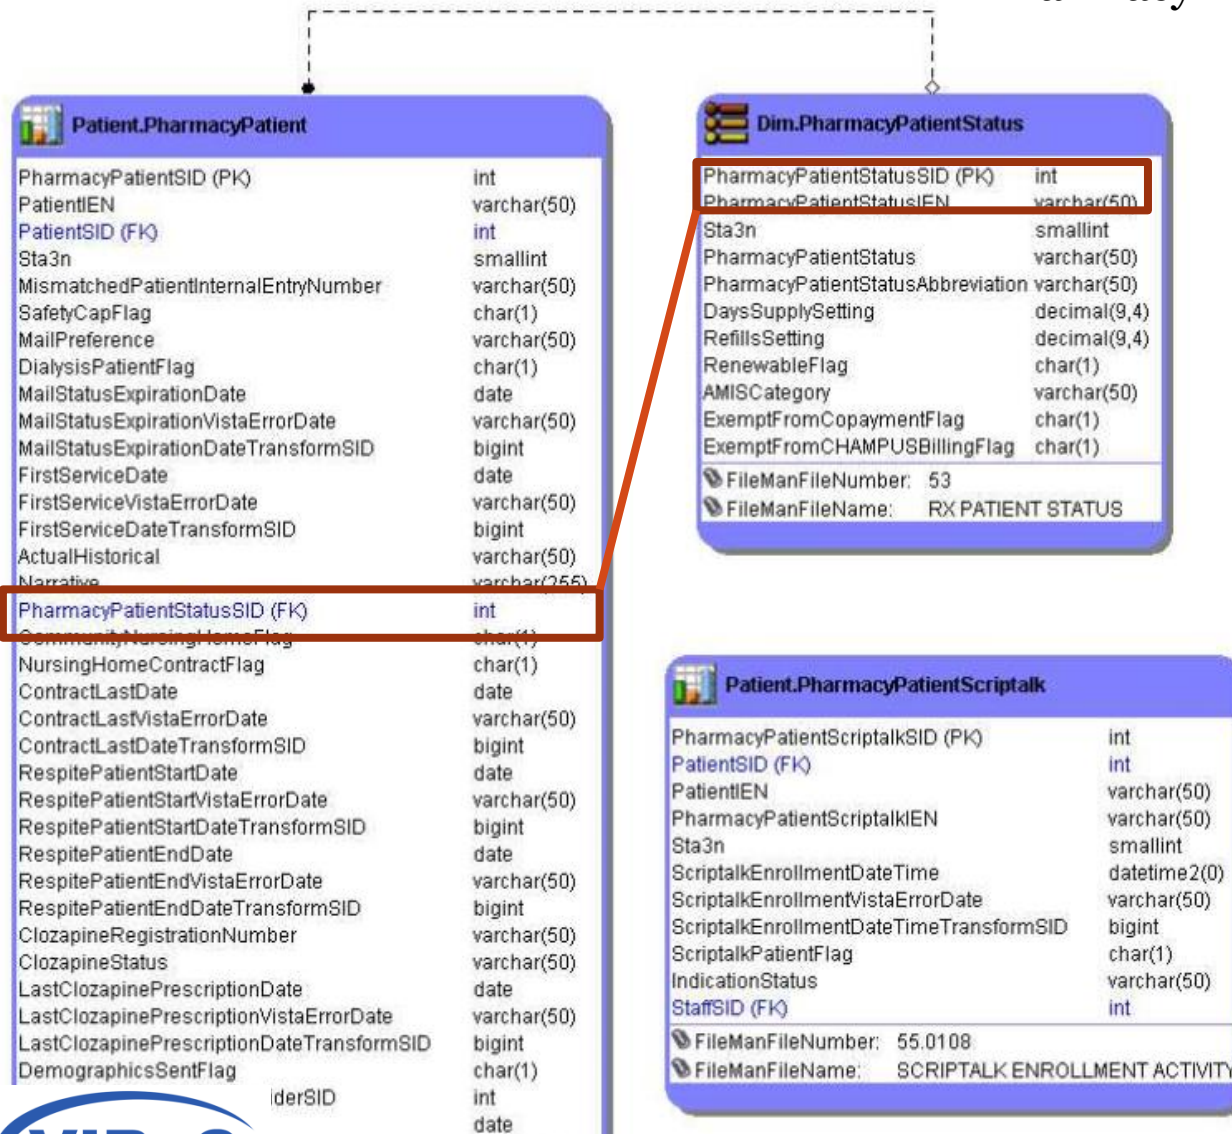 Patient.PharmacyPatient
PharmacyPatientSID (PK) int
PatientIEN varchar(50)
PatientSID (FK) int
Sta3n smallint
MismatchedPatientInternalEntryNumber varchar(50)
SafetyCapFlag char(1)
MailPreference varchar(50)
DialysisPatientFlag char(1)
MailStatusExpirationDate date
MailStatusExpirationVistaErrorDate varchar(50)
MailStatusExpirationDateTransformSID bigint
FirstServiceDate date
FirstServiceVistaErrorDate varchar(50)
FirstServiceDateTransformSID bigint
ActualHistorical varchar(50)
Narrative varchar(255)
PharmacyPatientStatusSID (FK) int
CommunityNursingHomeFlag char(1)
NursingHomeContractFlag char(1)
ContractLastDate date
ContractLastVistaErrorDate varchar(50)
ContractLastDateTransformSID bigint
RespitePatientStartDate date
RespitePatientStartVistaErrorDate varchar(50)
RespitePatientStartDateTransformSID bigint
RespitePatientEndDate date
RespitePatientEndVistaErrorDate varchar(50)
RespitePatientEndDateTransformSID bigint
ClozapineRegistrationNumber varchar(50)
ClozapineStatus varchar(50)
LastClozapinePrescriptionDate date
LastClozapinePrescriptionVistaErrorDate varchar(50)
LastClozapinePrescriptionDateTransformSID bigint
DemographicsSentFlag char(1)
iderSID int
date
Dim.PharmacyPatientStatus
PharmacyPatientStatusSID (PK) int
PharmacyPatientStatusIEN varchar(50)
Sta3n smallint
PharmacyPatientStatus varchar(50)
PharmacyPatientStatusAbbreviation varchar(50)
DaysSupplySetting decimal(9,4)
RefillsSetting decimal(9,4)
RenewableFlag char(1)
AMISCategory varchar(50)
ExemptFromCopaymentFlag char(1)
ExemptFromCHAMPUSBillingFlag char(1)
FileManFileNumber: 53
FileManFileName: RX PATIENT STATUS
Patient.PharmacyPatientScriptalk
PharmacyPatientScriptalkSID (PK) int
PatientSID (FK) int
PatientIEN varchar(50)
PharmacyPatientScriptalkIEN varchar(50)
Sta3n smallint
ScriptalkEnrollmentDateTime datetime2(0)
ScriptalkEnrollmentVistaErrorDate varchar(50)
ScriptalkEnrollmentDateTimeTransformSID bigint
ScriptalkPatientFlag char(1)
IndicationStatus varchar(50)
StaffSID (FK) int
FileManFileNumber: 55.0108
FileManFileName: SCRIPTALK ENROLLMENT ACTIVITY